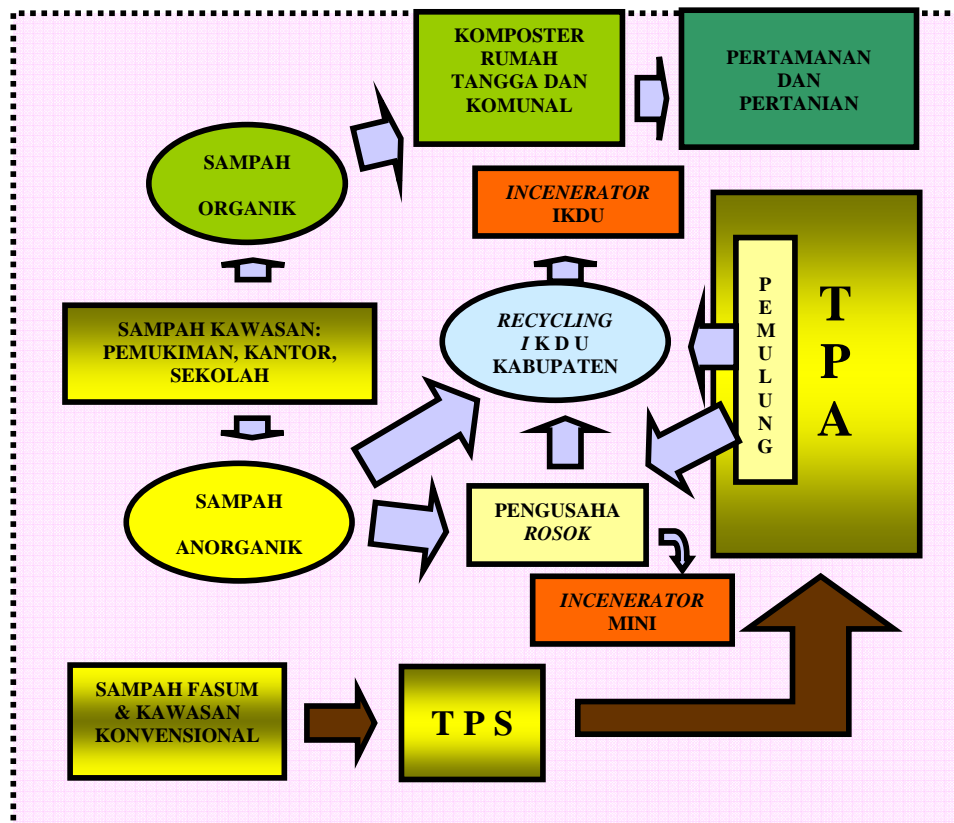 KOMPOSTER
RUMAH
TANGGA DAN
KOMUNAL
PERTAMANAN
DAN
PERTANIAN
SAMPAH
ORGANIK
INCENERATOR
IKDU
SAMPAH KAWASAN:
PEMUKIMAN, KANTOR,
SEKOLAH
RECYCLING
I K D U
KABUPATEN
P
E
M
U
L
U
N
G
T
P
A
SAMPAH
ANORGANIK
PENGUSAHA
ROSOK
INCENERATOR
MINI
SAMPAH FASUM
& KAWASAN
KONVENSIONAL
T P S